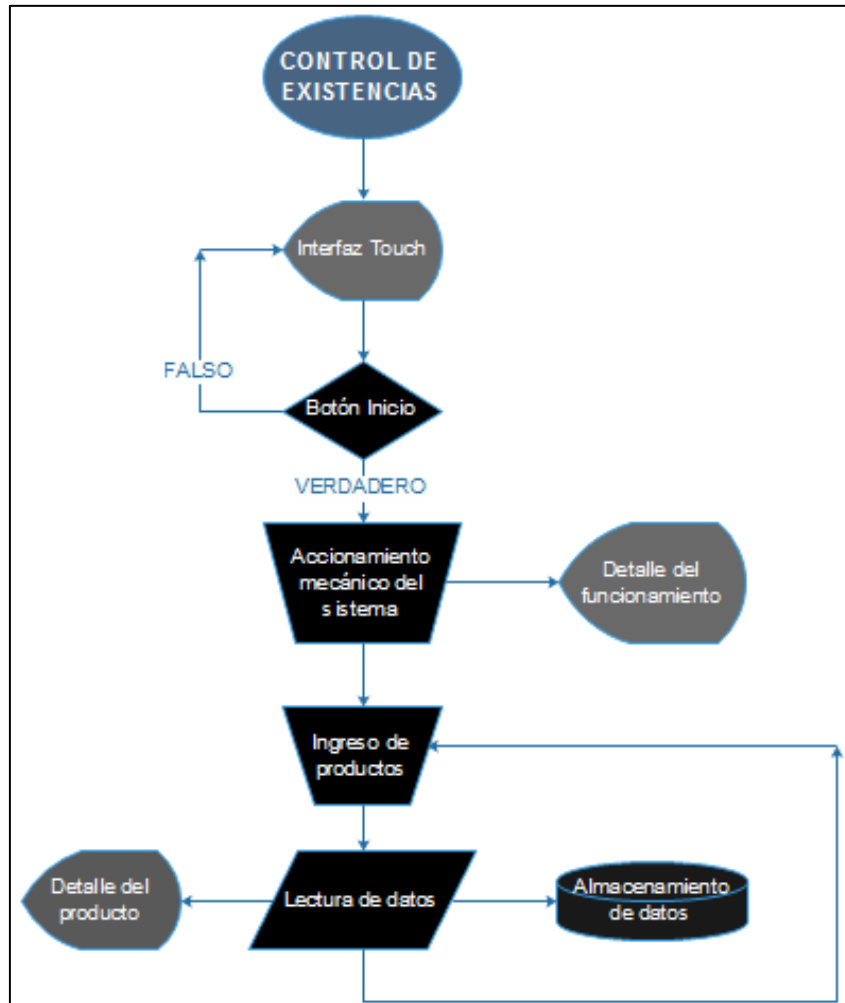 CONTROL DE
EXISTENCIAS
Interfaz Touch
FALSO
Botón Inicio
VERDADERO
Accionamiento
mecánico del
sistema
Detalle del
funcionamiento
Ingreso de
productos
Detalle del
producto
Lectura de datos
Almacenamiento
de datos